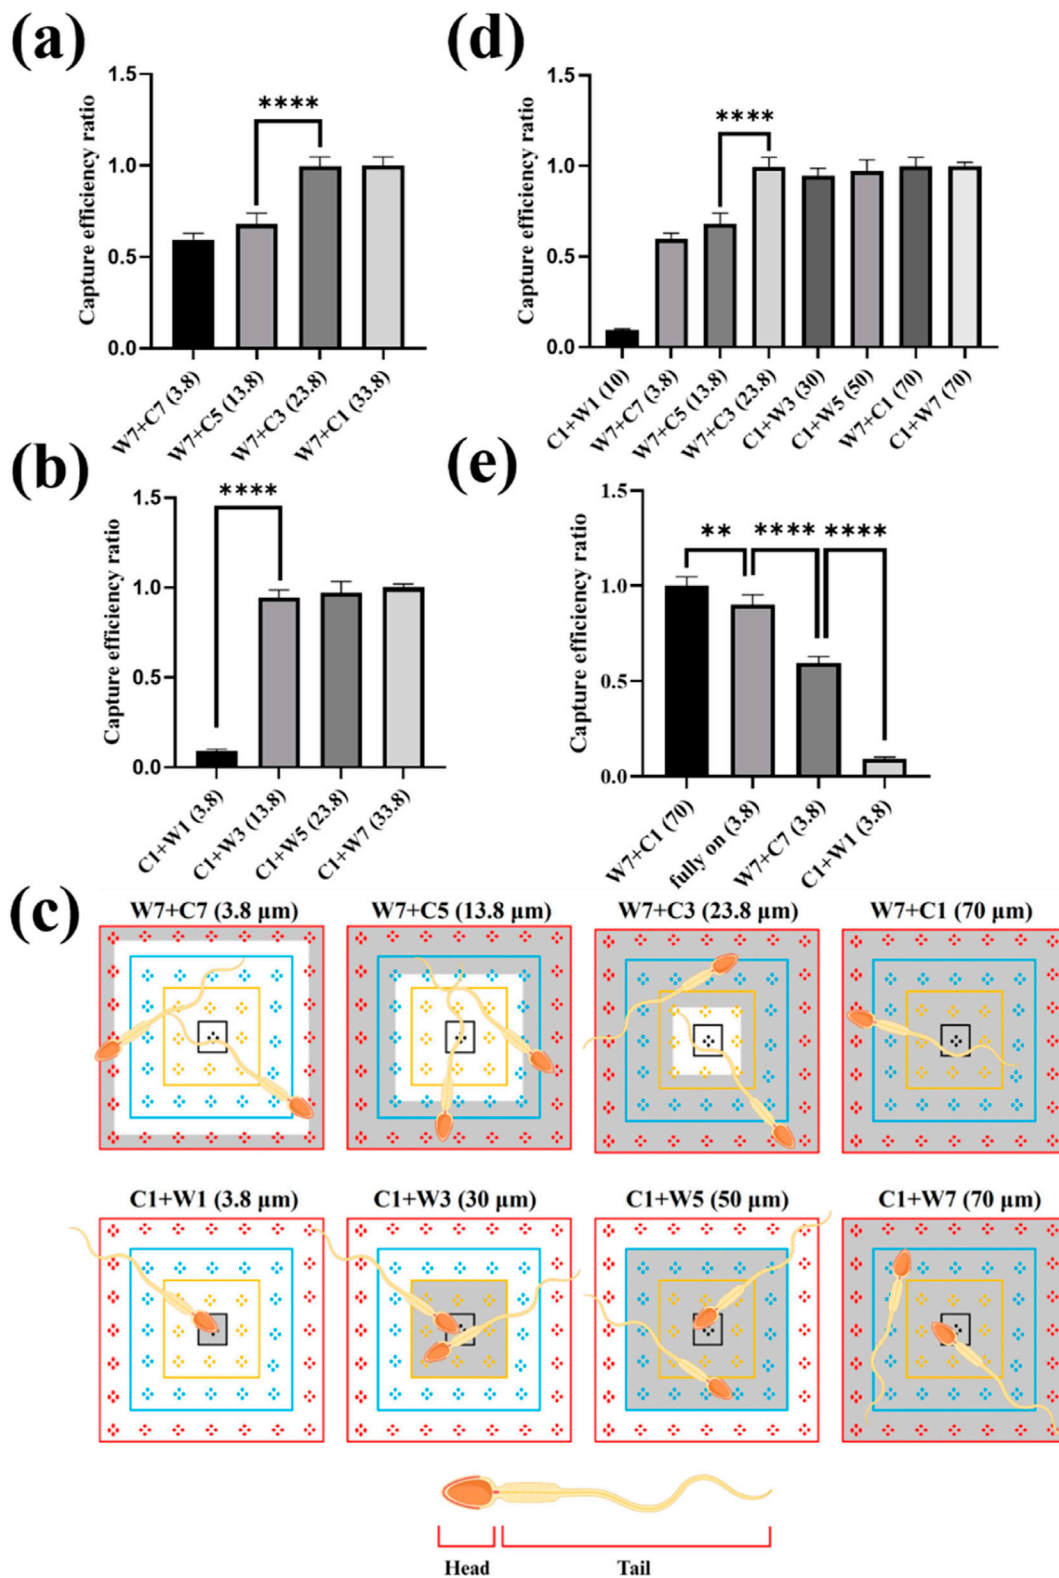 (a)
Capture efficiency ratio
1.5
1.0
0.5
0.0
****
W7+C7 (3.8)
W7+C5 (13.8)
W7+C3 (23.8)
W7+C1 (33.8)
(d)
Capture efficiency ratio
1.5
1.0
0.5
0.0
****
C1+W1 (10)
W7+C7 (3.8)
W7+C5 (13.8)
W7+C3 (23.8)
C1+W3 (30)
C1+W5 (50)
W7+C1 (70)
C1+W7 (70)
(b)
Capture efficiency ratio
1.5
1.0
0.5
0.0
****
C1+W1 (3.8)
C1+W3 (13.8)
C1+W5 (23.8)
C1+W7 (33.8)
(e)
Capture efficiency ratio
1.5
1.0
0.5
0.0
** **** ****
W7+C1 (70)
fully on (3.8)
W7+C7 (3.8)
C1+W1 (3.8)
(c)
W7+C7 (3.8 μm) W7+C5 (13.8 μm) W7+C3 (23.8 μm) W7+C1 (70 μm)
C1+W1 (3.8 μm) C1+W3 (30 μm) C1+W5 (50 μm) C1+W7 (70 μm)
Head Tail